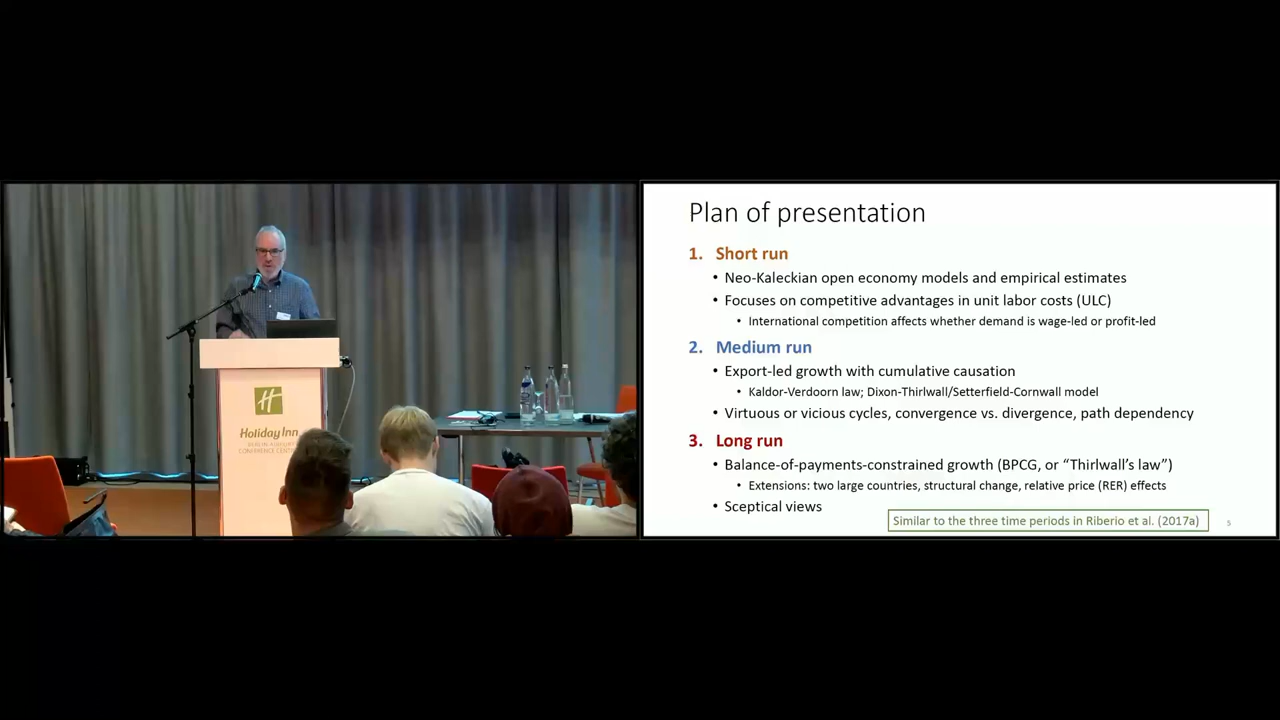 Plan of presentation
1. Short run
• Neo-Kaleckian open economy models and empirical estimates
• Focuses on competitive advantages in unit labor costs (ULC)
• International competition affects whether demand is wage-led or profit-led
2. Medium run
• Export-led growth with cumulative causation
• Kaldor-Verdoorn law; Dixon-Thirlwall/Setterfield-Cornwall model
• Virtuous or vicious cycles, convergence vs. divergence, path dependency
3. Long run
• Balance-of-payments-constrained growth (BPCG, or “Thirlwall’s law”)
• Extensions: two large countries, structural change, relative price (RER) effects
• Sceptical views
Similar to the three time periods in Riberio et al. (2017a)
5
H
Holiday Inn
BERLIN AIRPORT
CONFERENCE CENTRE